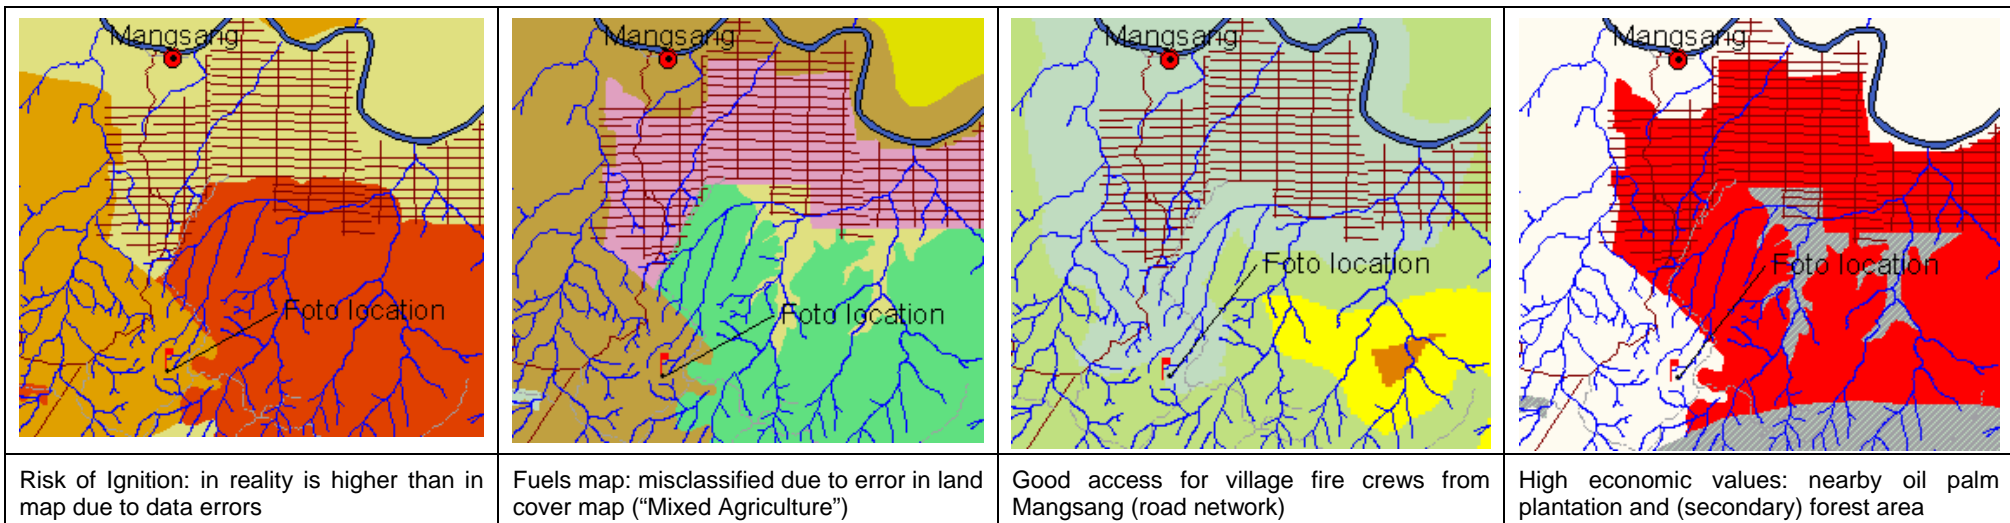 Mangsang
Foto location
Mangsang
Foto location
Mangsang
Foto location
Mangsang
Foto location
Risk of Ignition: in reality is higher than in
map due to data errors
Fuels map: misclassified due to error in land
cover map (“Mixed Agriculture”)
Good access for village fire crews from
Mangsang (road network)
High economic values: nearby oil palm
plantation and (secondary) forest area